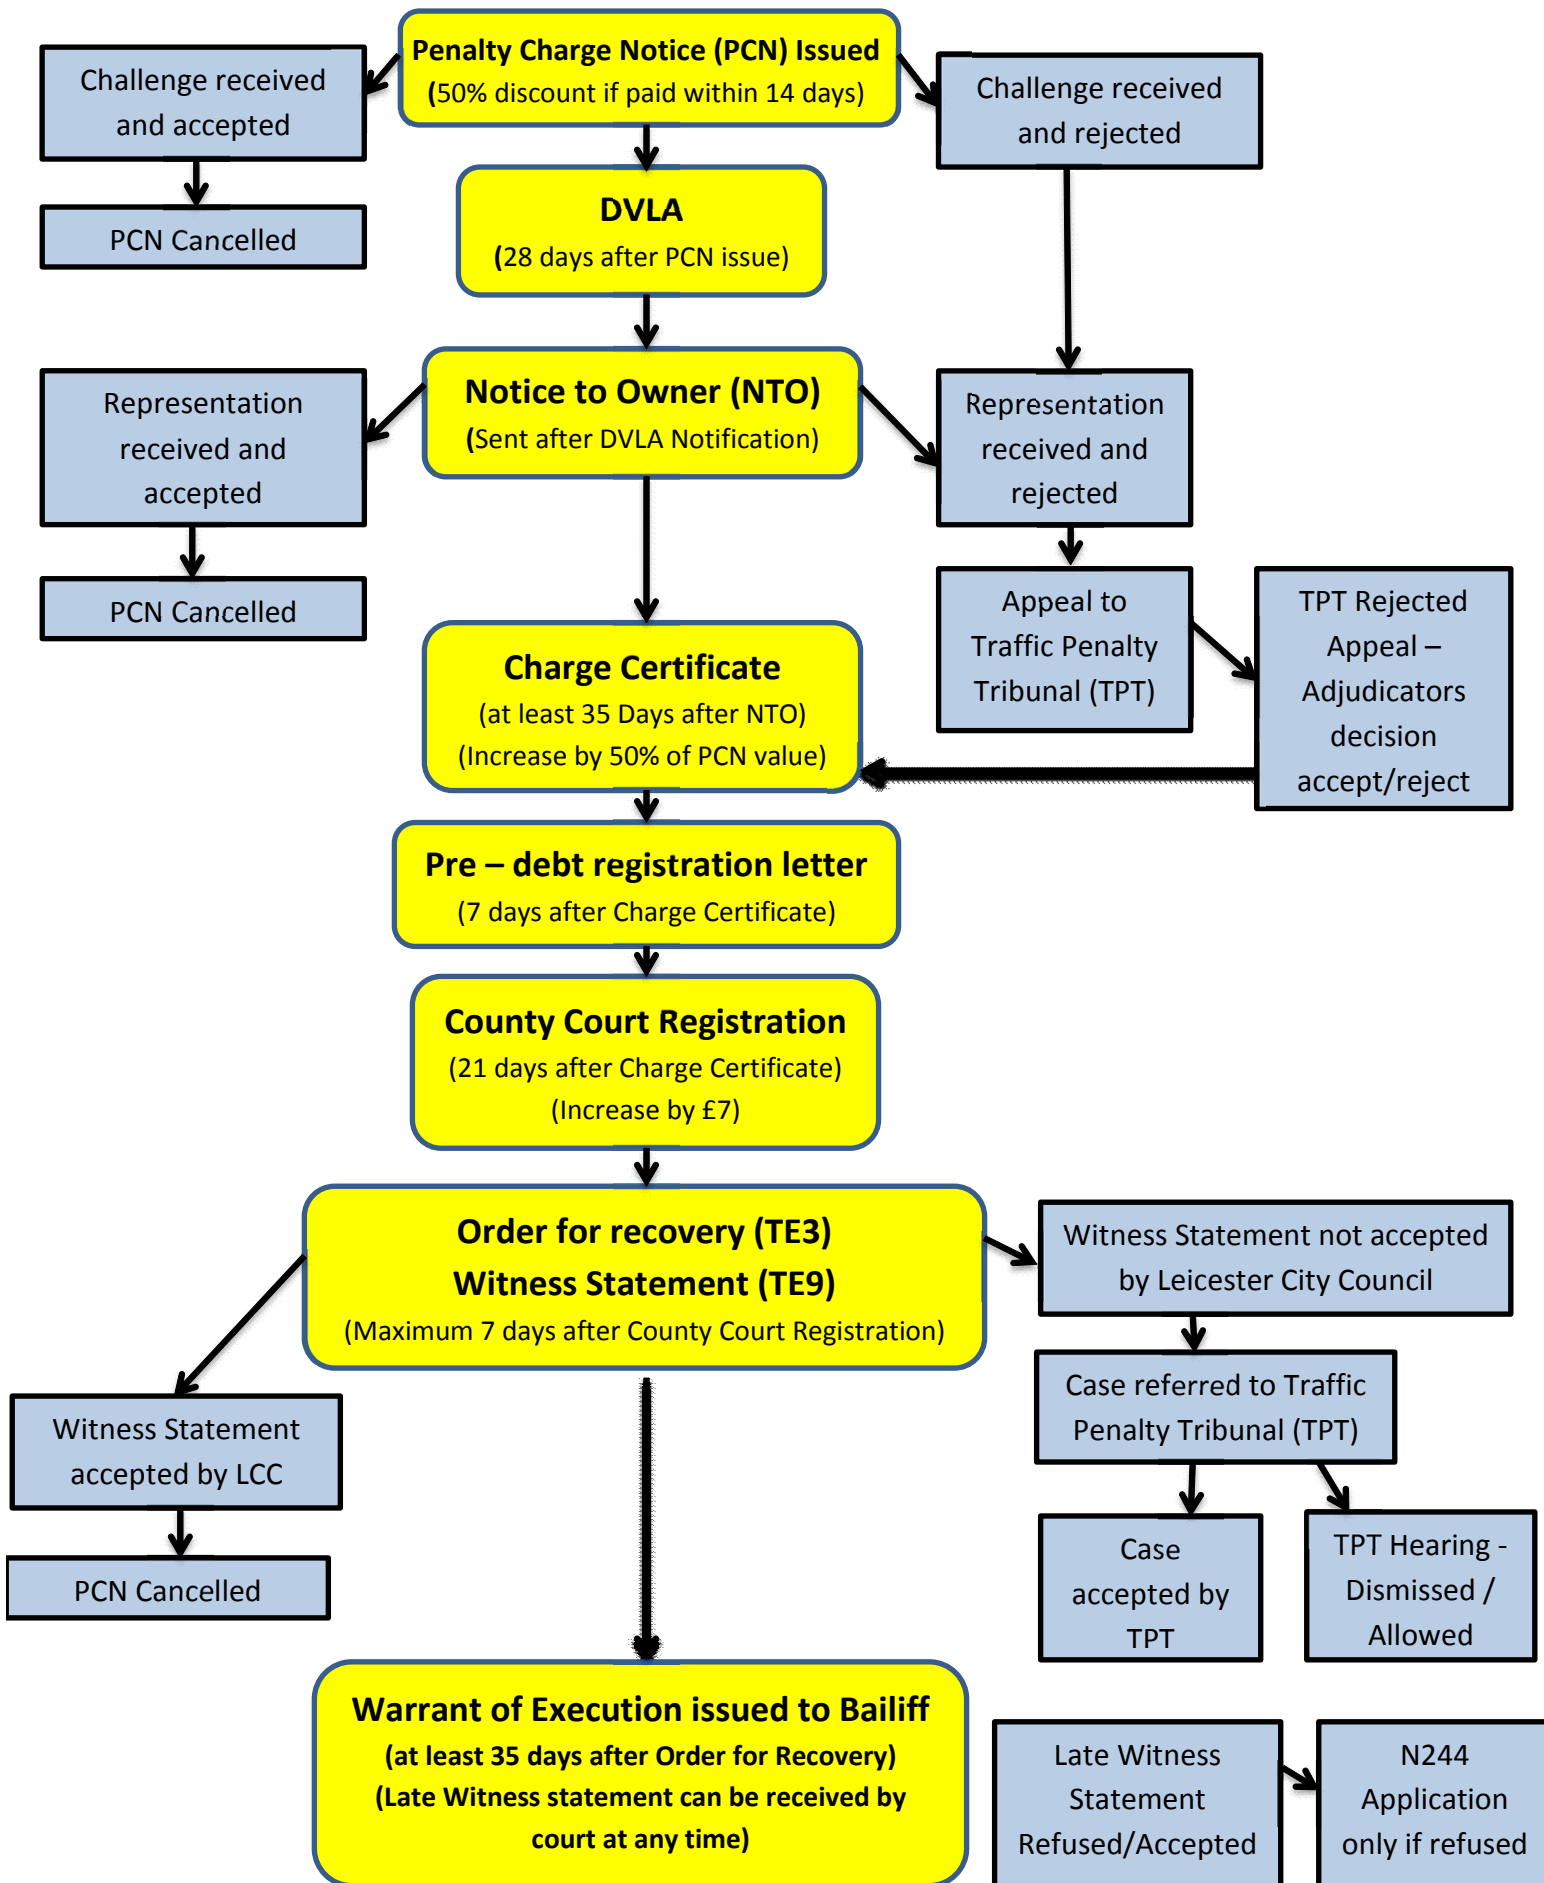 Penalty Charge Notice (PCN) Issued
(50% discount if paid within 14 days)
Challenge received
and accepted
Challenge received
and rejected
PCN Cancelled
DVLA
(28 days after PCN issue)
Notice to Owner (NTO)
(Sent after DVLA Notification)
Representation
received and
accepted
Representation
received and
rejected
PCN Cancelled
Appeal to
Traffic Penalty
Tribunal (TPT)
TPT Rejected
Appeal –
Adjudicators
decision
accept/reject
Charge Certificate
(at least 35 Days after NTO)
(Increase by 50% of PCN value)
Pre – debt registration letter
(7 days after Charge Certificate)
County Court Registration
(21 days after Charge Certificate)
(Increase by £7)
Order for recovery (TE3)
Witness Statement (TE9)
(Maximum 7 days after County Court Registration)
Witness Statement not accepted
by Leicester City Council
Case referred to Traffic
Penalty Tribunal (TPT)
Witness Statement
accepted by LCC
PCN Cancelled
Case
accepted by
TPT
TPT Hearing -
Dismissed /
Allowed
Warrant of Execution issued to Bailiff
(at least 35 days after Order for Recovery)
(Late Witness statement can be received by
court at any time)
Late Witness
Statement
Refused/Accepted
N244
Application
only if refused